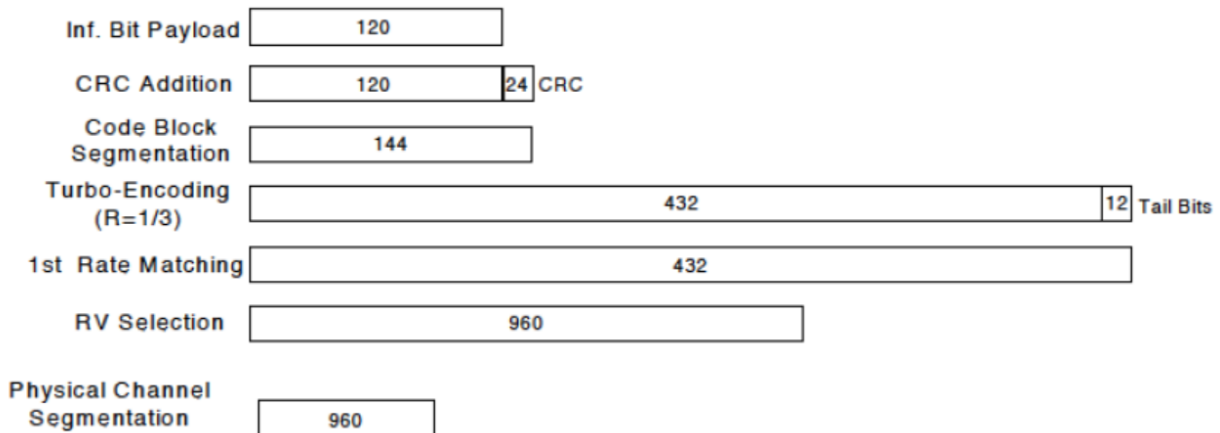 Inf. Bit Payload 120
CRC Addition 120 24 CRC
Code Block
Segmentation 144
Turbo-Encoding
(R=1/3) 432 12 Tail Bits
1st Rate Matching 432
RV Selection 960
Physical Channel
Segmentation 960